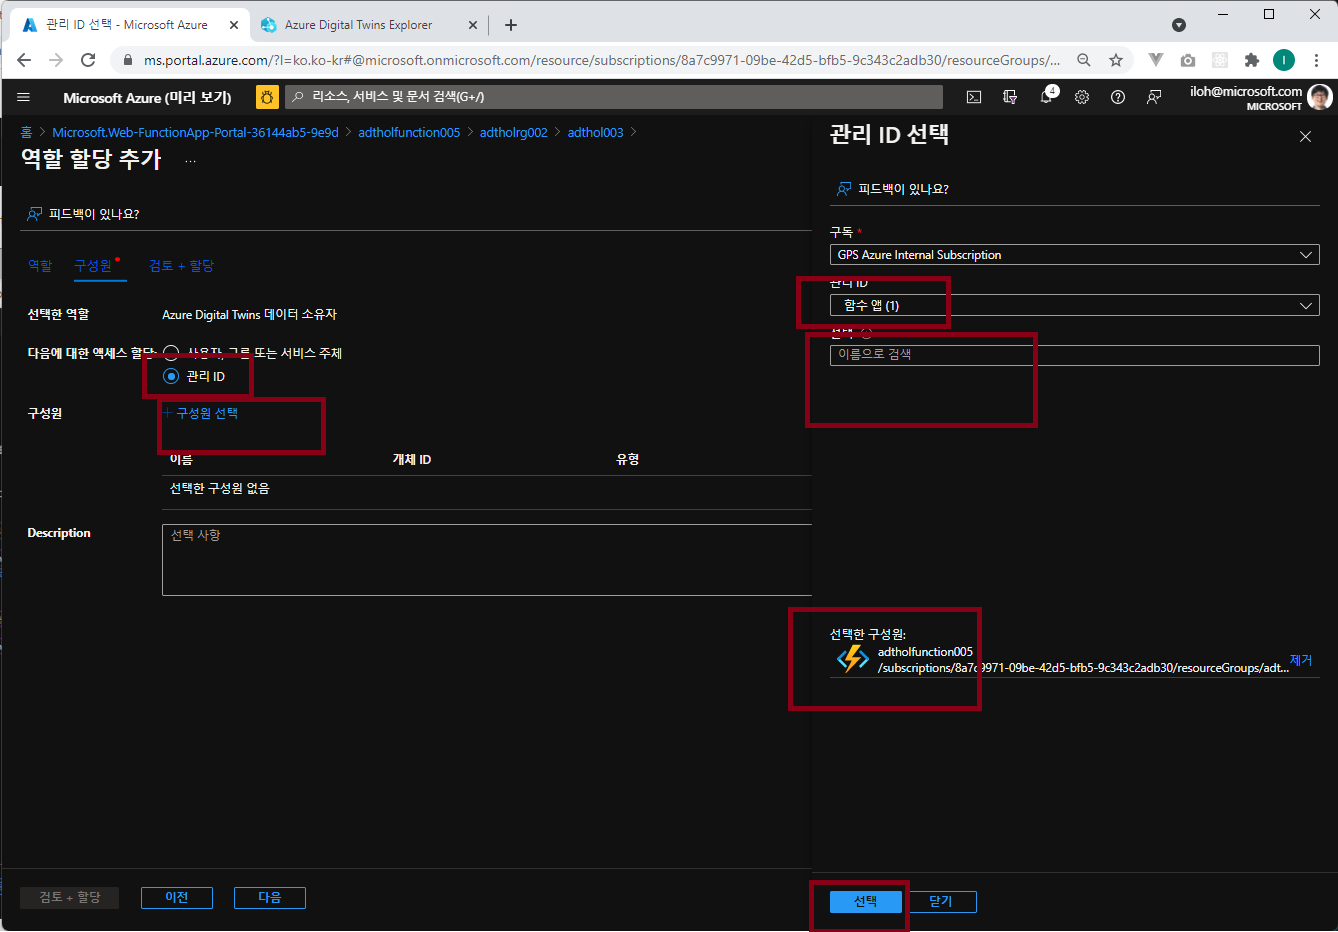 관리 ID 선택 - Microsoft Azure
Azure Digital Twins Explorer
ms.portal.azure.com/?l=ko.ko-kr#@microsoft.onmicrosoft.com/resource/subscriptions/8a7c9971-09be-42d5-bfb5-9c343c2adb30/resourceGroups/...
I
Microsoft Azure (미리 보기)
리소스, 서비스 및 문서 검색(G+/)
4
iloh@microsoft.com
MICROSOFT
홈 > Microsoft.Web-FunctionApp-Portal-36144ab5-9e9d > adtholfunction005 > adtholrg002 > adthol003 >
역할 할당 추가 ...
피드백이 있나요?
역할 구성원 검토 + 할당
선택한 역할 Azure Digital Twins 데이터 소유자
다음에 대한 액세스 할당: 사용자, 그룹 또는 서비스 주체
관리 ID
구성원 + 구성원 선택
이름 개체 ID 유형
선택한 구성원 없음
Description 선택 사항
검토 + 할당 이전 다음
관리 ID 선택
피드백이 있나요?
구독 *
GPS Azure Internal Subscription
관리 ID
함수 앱 (1)
선택
이름으로 검색
선택한 구성원:
adtholfunction005
/subscriptions/8a7c9971-09be-42d5-bfb5-9c343c2adb30/resourceGroups/adt...
제거
선택 닫기